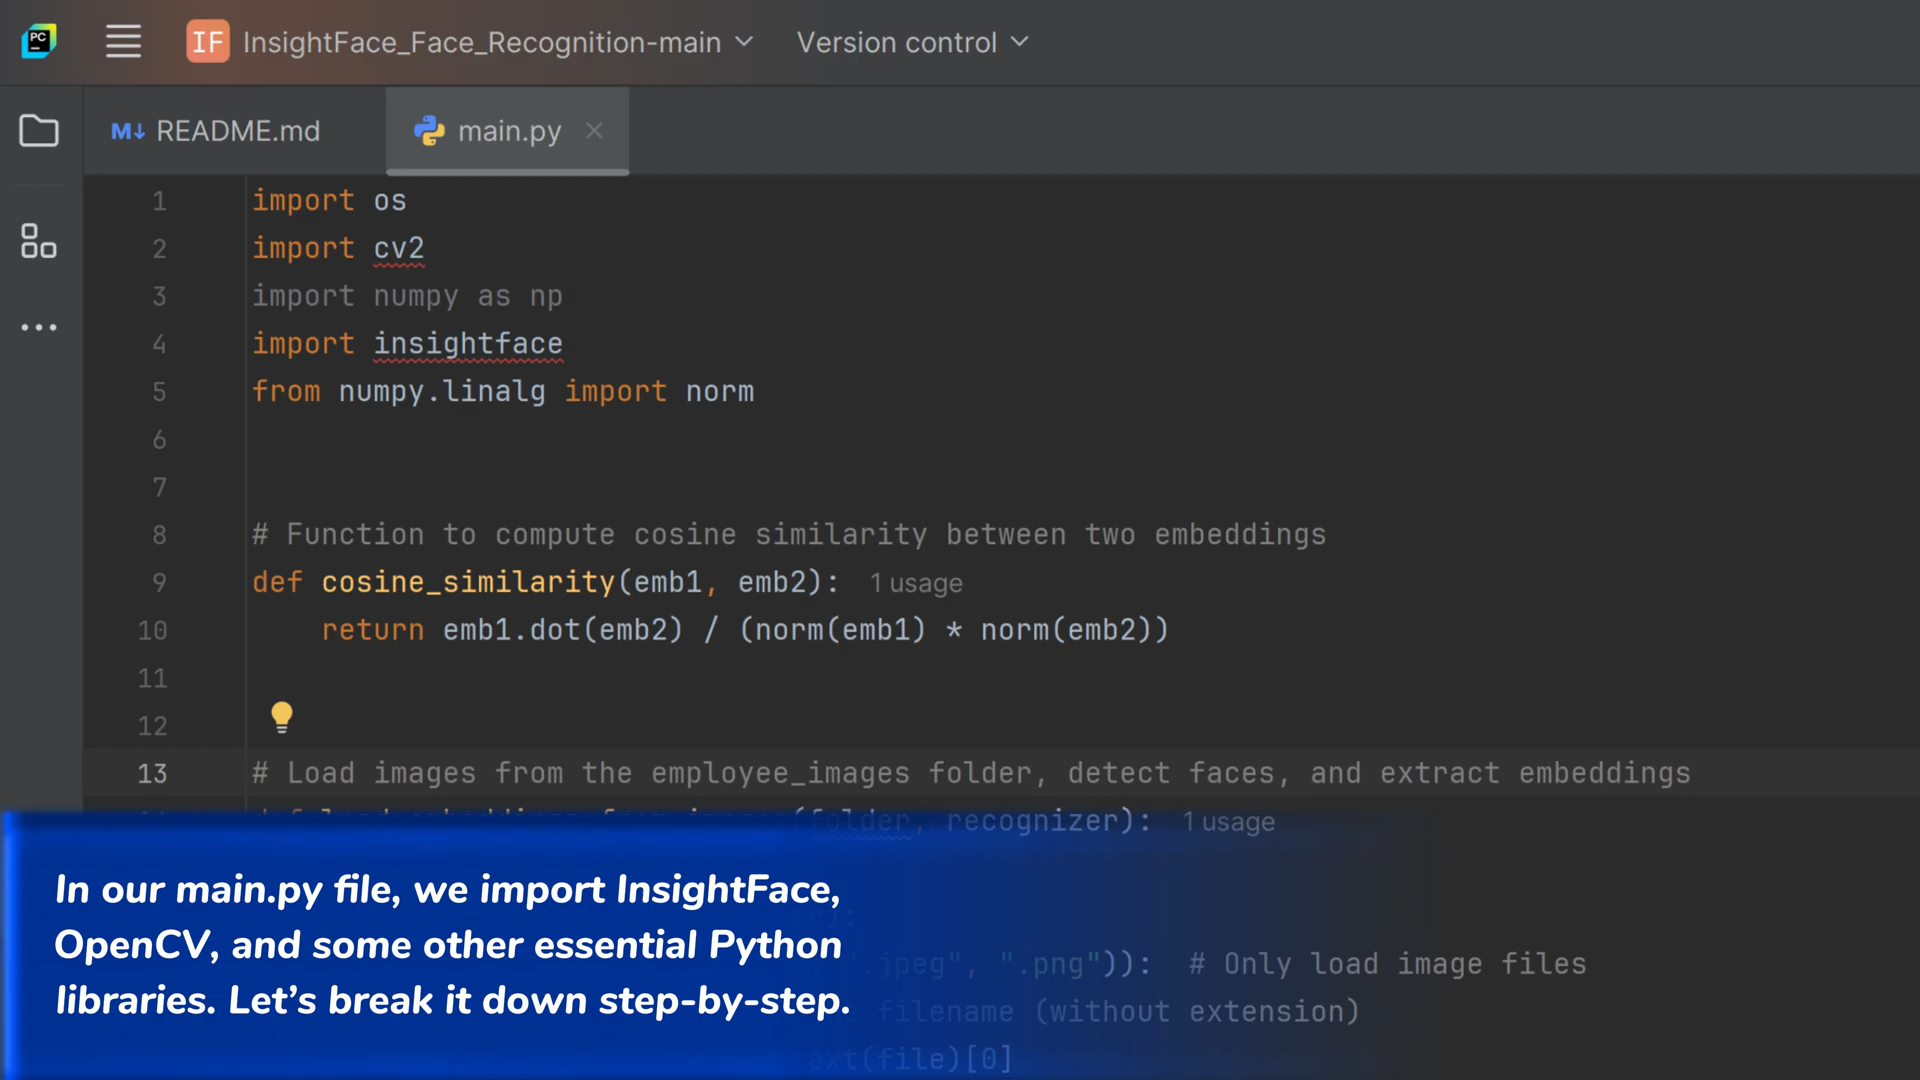 PC
IF InsightFace_Face_Recognition-main Version control
M↓ README.md main.py
1 import os
2 import cv2
3 import numpy as np
4 import insightface
5 from numpy.linalg import norm
6
7
8 # Function to compute cosine similarity between two embeddings
9 def cosine_similarity(emb1, emb2): 1 usage
10 return emb1.dot(emb2) / (norm(emb1) * norm(emb2))
11
12
13 # Load images from the employee_images folder, detect faces, and extract embeddings
(folder, recognizer): 1 usage
In our main.py file, we import InsightFace,
OpenCV, and some other essential Python
libraries. Let's break it down step-by-step.
".jpeg", ".png")): # Only load image files
filename (without extension)
(file)[0]